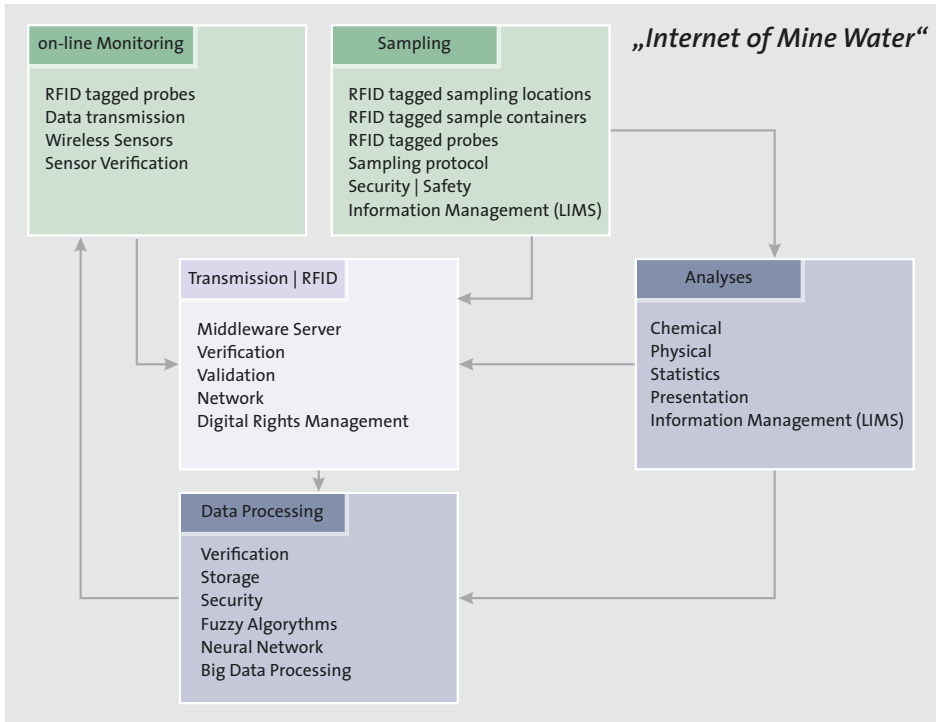 „Internet of Mine Water“
on-line Monitoring
RFID tagged probes
Data transmission
Wireless Sensors
Sensor Verification
Sampling
RFID tagged sampling locations
RFID tagged sample containers
RFID tagged probes
Sampling protocol
Security | Safety
Information Management (LIMS)
Transmission | RFID
Middleware Server
Verification
Validation
Network
Digital Rights Management
Analyses
Chemical
Physical
Statistics
Presentation
Information Management (LIMS)
Data Processing
Verification
Storage
Security
Fuzzy Algorythms
Neural Network
Big Data Processing